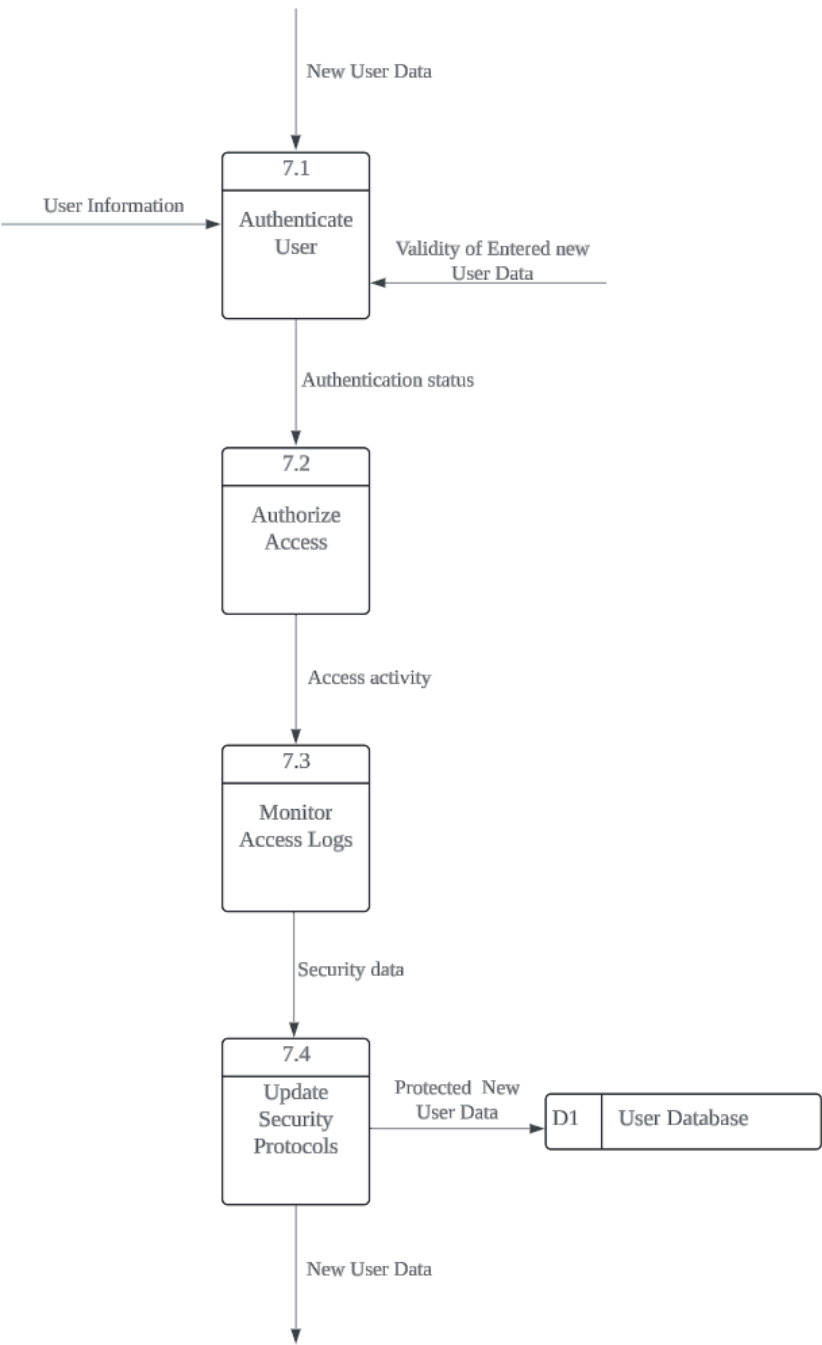 New User Data
7.1
User Information
Authenticate
User
Validity of Entered new
User Data
Authentication status
7.2
Authorize
Access
Access activity
7.3
Monitor
Access Logs
Security data
7.4
Update
Security
Protocols
Protected New
User Data
D1 User Database
New User Data